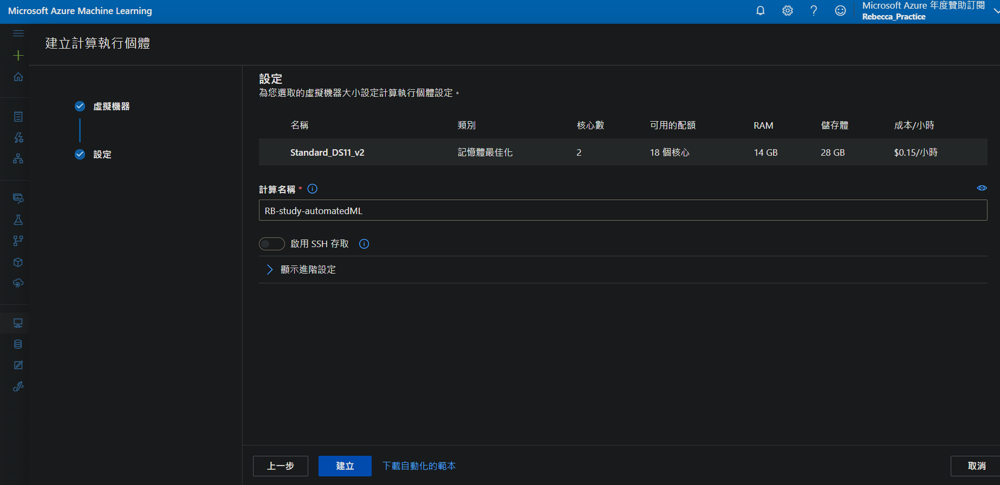 Microsoft Azure Machine Learning
Microsoft Azure 年度贊助訂閱
Rebecca_Practice
建立計算執行個體
虛擬機器
設定
設定
為您選取的虛擬機器大小設定計算執行個體設定。
名稱 類別 核心數 可用的配額 RAM 儲存體 成本/小時
Standard_DS11_v2 記憶體最佳化 2 18 個核心 14 GB 28 GB $0.15/小時
計算名稱 *
RB-study-automatedML
啟用 SSH 存取
顯示進階設定
上一步 建立 下載自動化的範本 取消